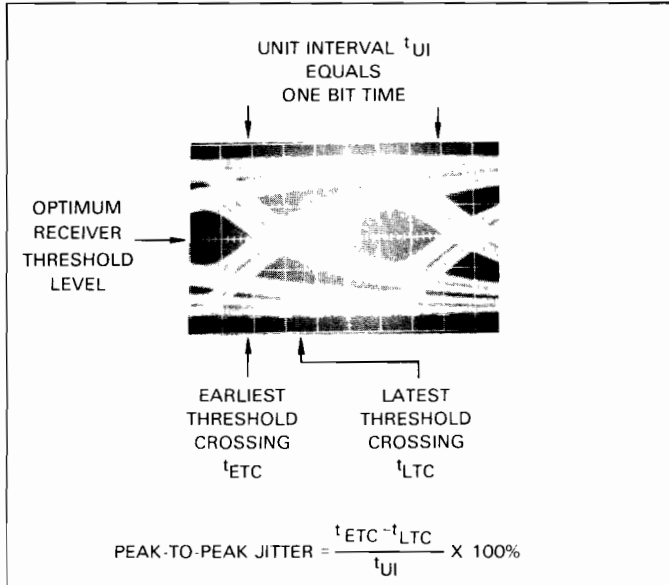 UNIT INTERVAL tUI
EQUALS
ONE BIT TIME
OPTIMUM
RECEIVER
THRESHOLD
LEVEL
EARLIEST
THRESHOLD
CROSSING
tETC
LATEST
THRESHOLD
CROSSING
tLTC
PEAK-TO-PEAK JITTER = tETC-tLTC / tUI X 100%